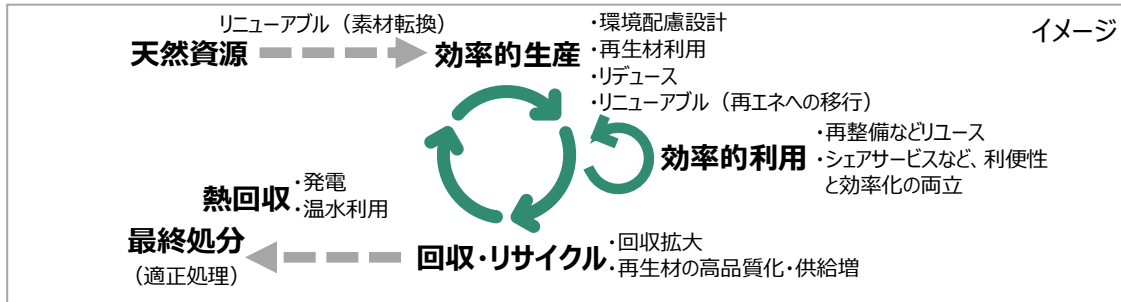 イメージ
リニューアブル（素材転換）
天然資源
効率的生産
・環境配慮設計
・再生材利用
・リデュース
・リニューアブル（再エネへの移行）
効率的利用
・再整備などリユース
・シェアサービスなど、利便性
と効率化の両立
熱回収
・発電
・温水利用
最終処分
（適正処理）
回収・リサイクル
・回収拡大
・再生材の高品質化・供給増